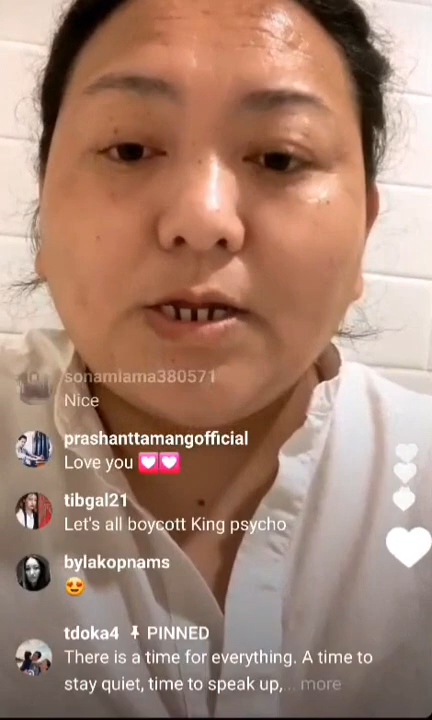 sonamlama380571
Nice
prashanttamangofficial
Love you 💟💟
tibgal21
Let's all boycott King psycho
bylakopnams
😍
tdoka4 📌 PINNED
There is a time for everything. A time to
stay quiet, time to speak up,... more